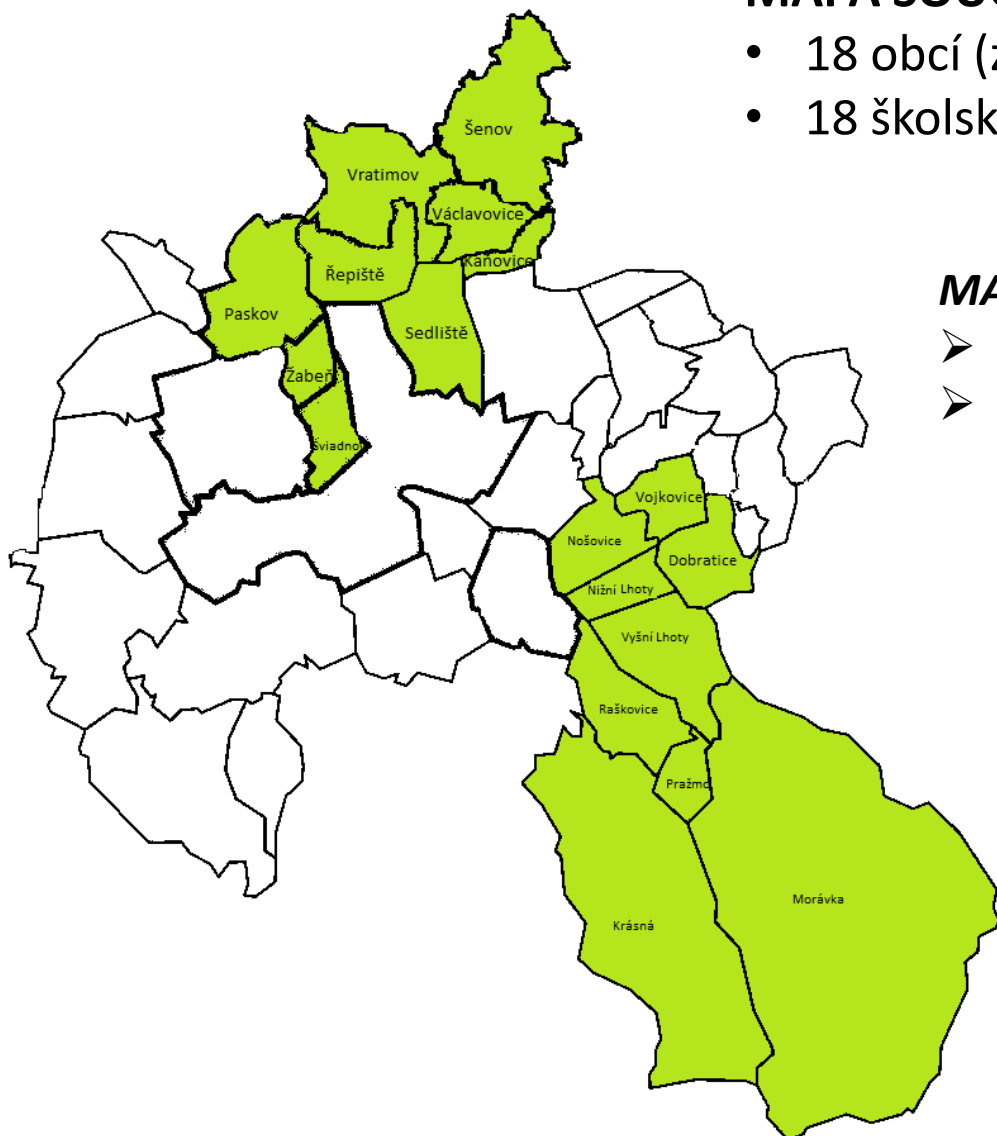 • 18 obcí (z
• 18 školsk
MA
➢
➢
Šenov
Vratimov
Václavovice
Kaňovice
Řepiště
Paskov
Sedliště
Žabeň
Sviadnov
Vojkovice
Nošovice
Dobratice
Nižní Lhoty
Vyšní Lhoty
Raškovice
Pražmo
Morávka
Krásná